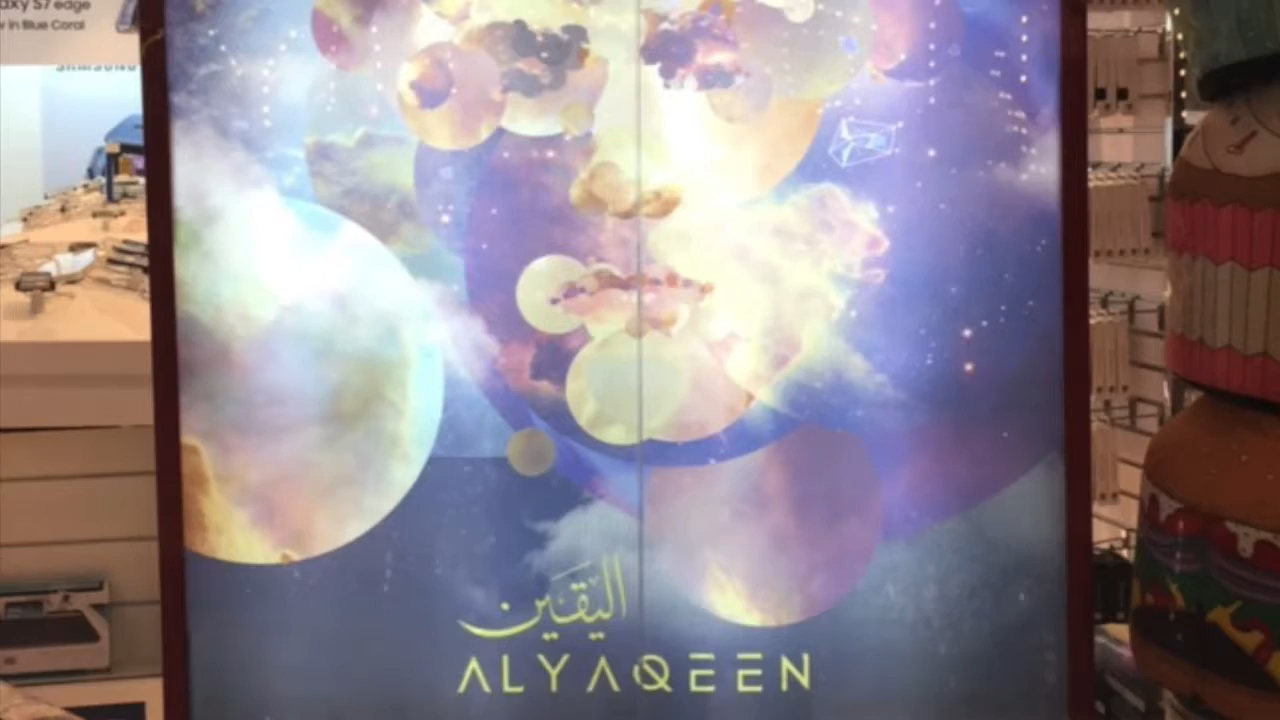 axy S7 edge
in Blue Coral
SAMSUNG
اليقين
ALYAQEEN